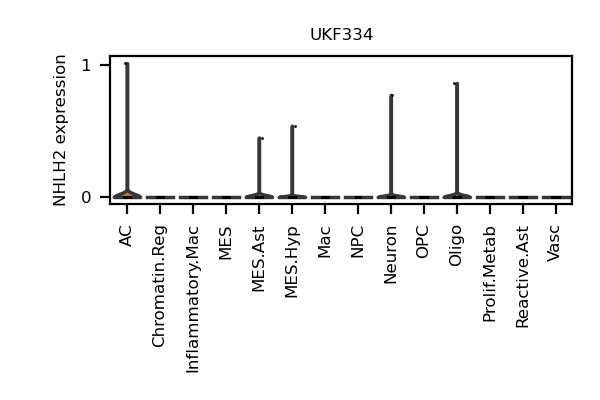 UKF334
NHLH2 expression
1
0
AC
Chromatin.Reg
Inflammatory.Mac
MES
MES.Ast
MES.Hyp
Mac
NPC
Neuron
OPC
Oligo
Prolif.Metab
Reactive.Ast
Vasc